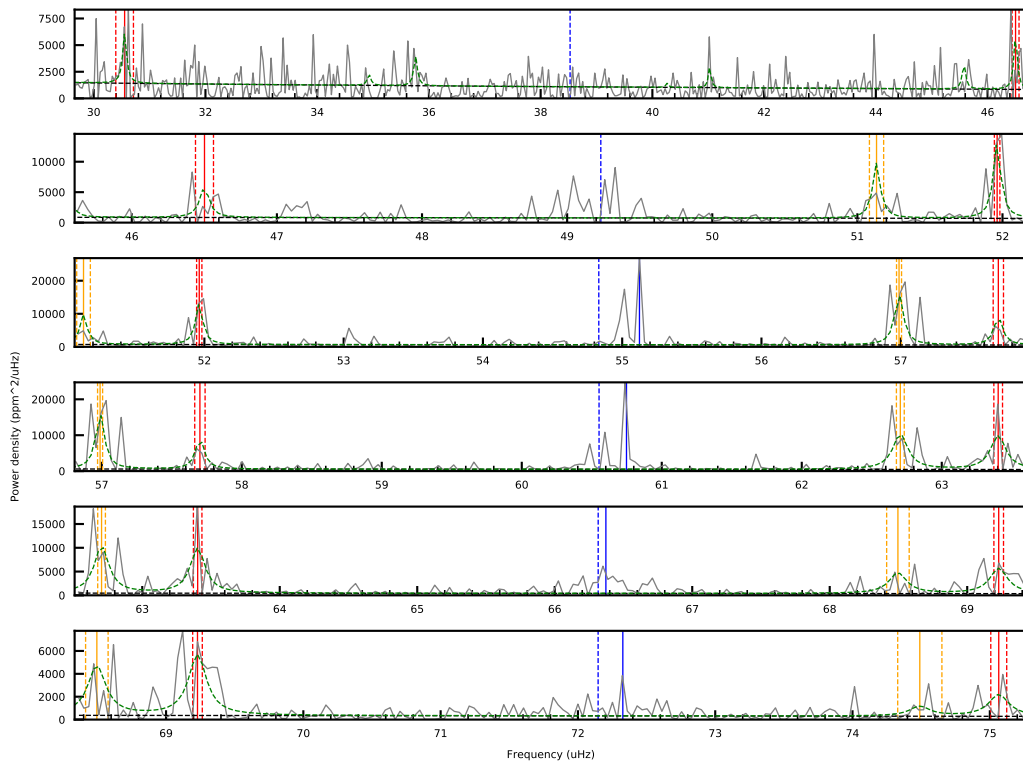 7500
5000
2500
0
30 32 34 36 38 40 42 44 46
10000
5000
0
46 47 48 49 50 51 52
20000
10000
0
52 53 54 55 56 57
20000
10000
0
57 58 59 60 61 62 63
15000
10000
5000
0
63 64 65 66 67 68 69
6000
4000
2000
0
69 70 71 72 73 74 75
Power density (ppm^2/uHz)
Frequency (uHz)